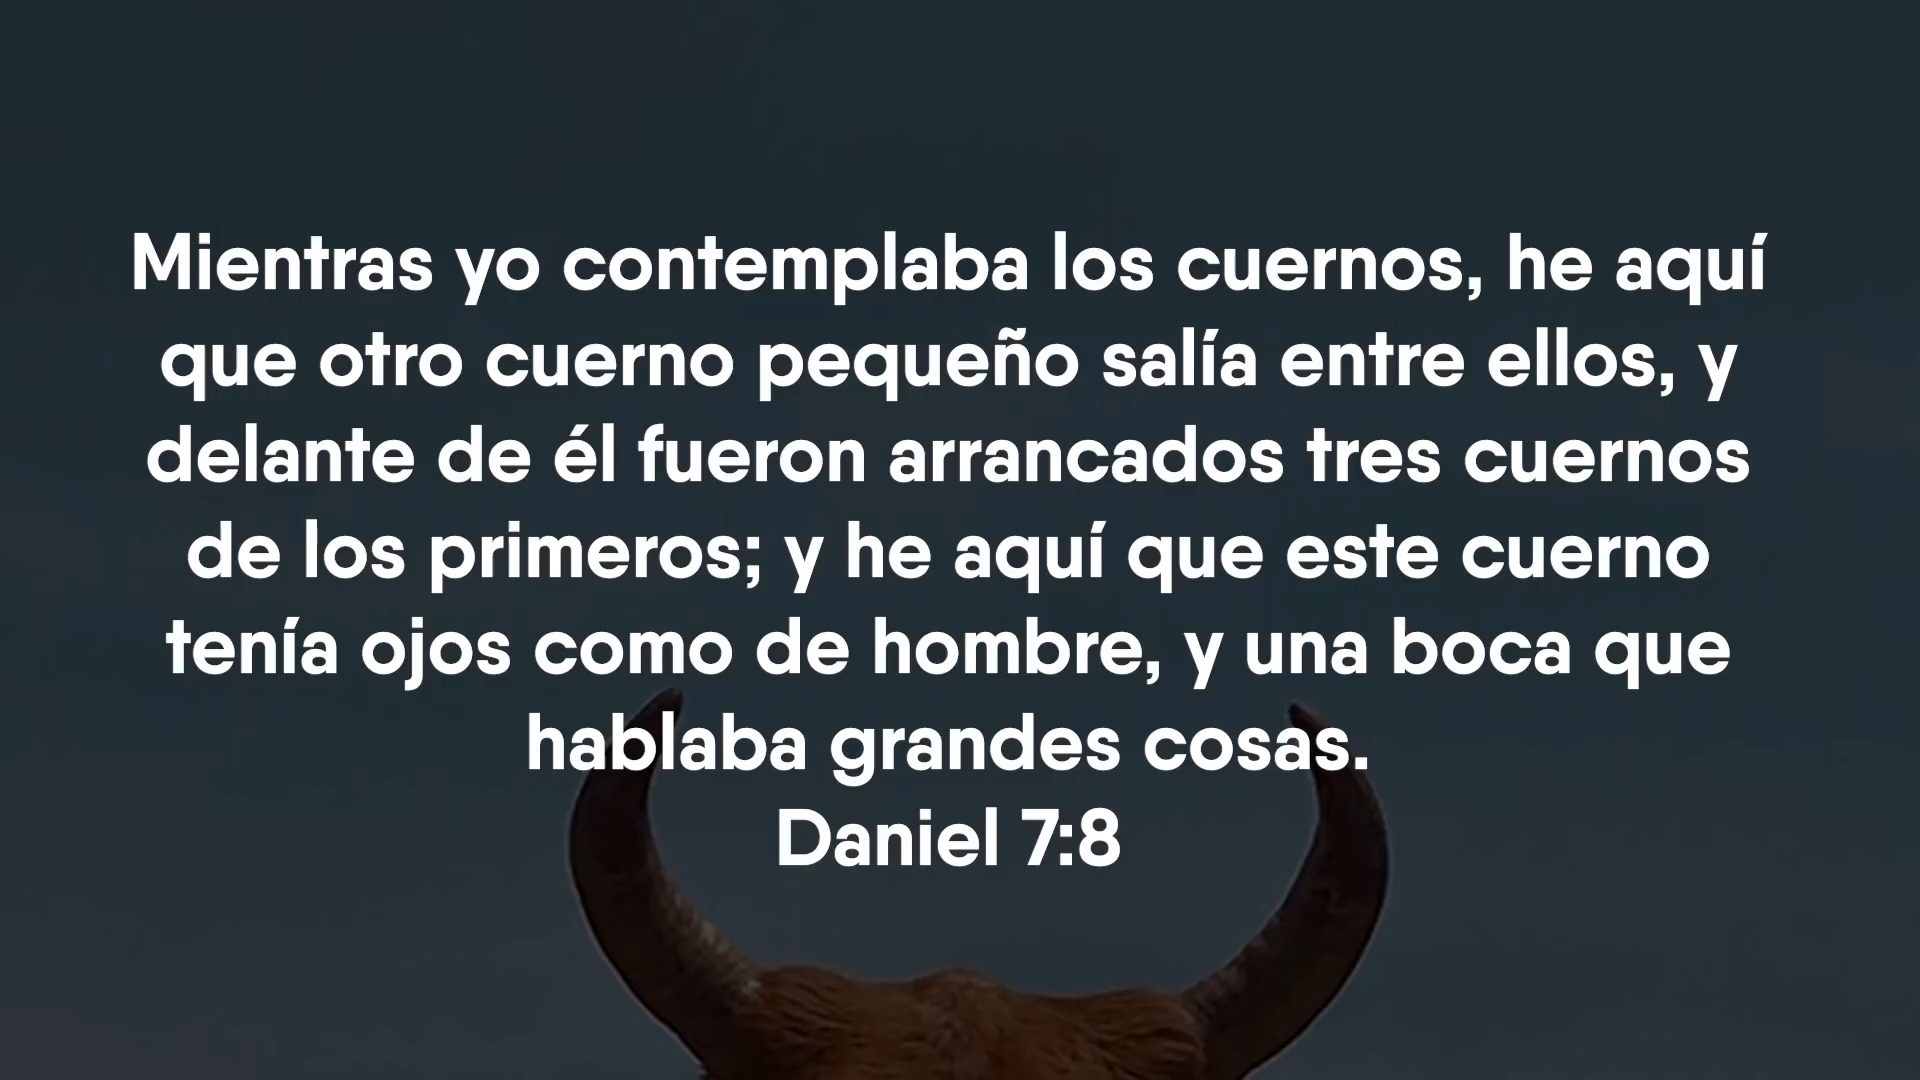 Mientras yo contemplaba los cuernos, he aquí
que otro cuerno pequeño salía entre ellos, y
delante de él fueron arrancados tres cuernos
de los primeros; y he aquí que este cuerno
tenía ojos como de hombre, y una boca que
hablaba grandes cosas.
Daniel 7:8